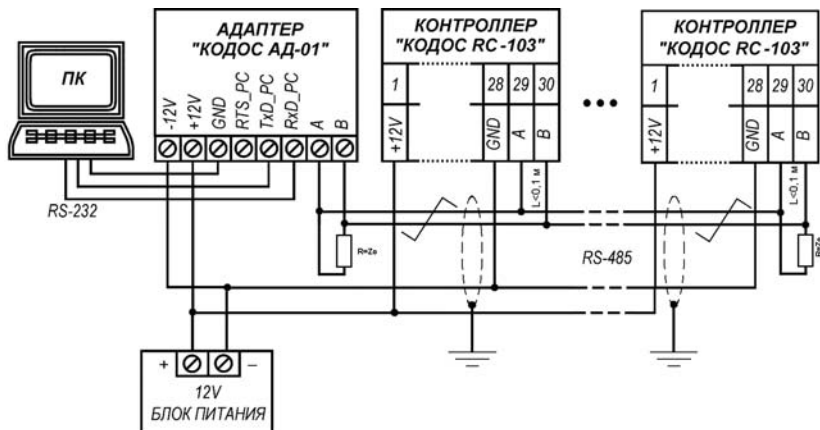 ПК
RS-232
АДАПТЕР
"КОДОС АД-01"
-12V
+12V
GND
RTS_PC
TxD_PC
RxD_PC
A
B
КОНТРОЛЛЕР
"КОДОС RC-103"
1
28
29
30
+12V
GND
A
B
L<0,1 м
•••
КОНТРОЛЛЕР
"КОДОС RC-103"
1
28
29
30
+12V
GND
A
B
L<0,1 м
R=Zв
RS-485
R=Zв
+
–
12V
БЛОК ПИТАНИЯ